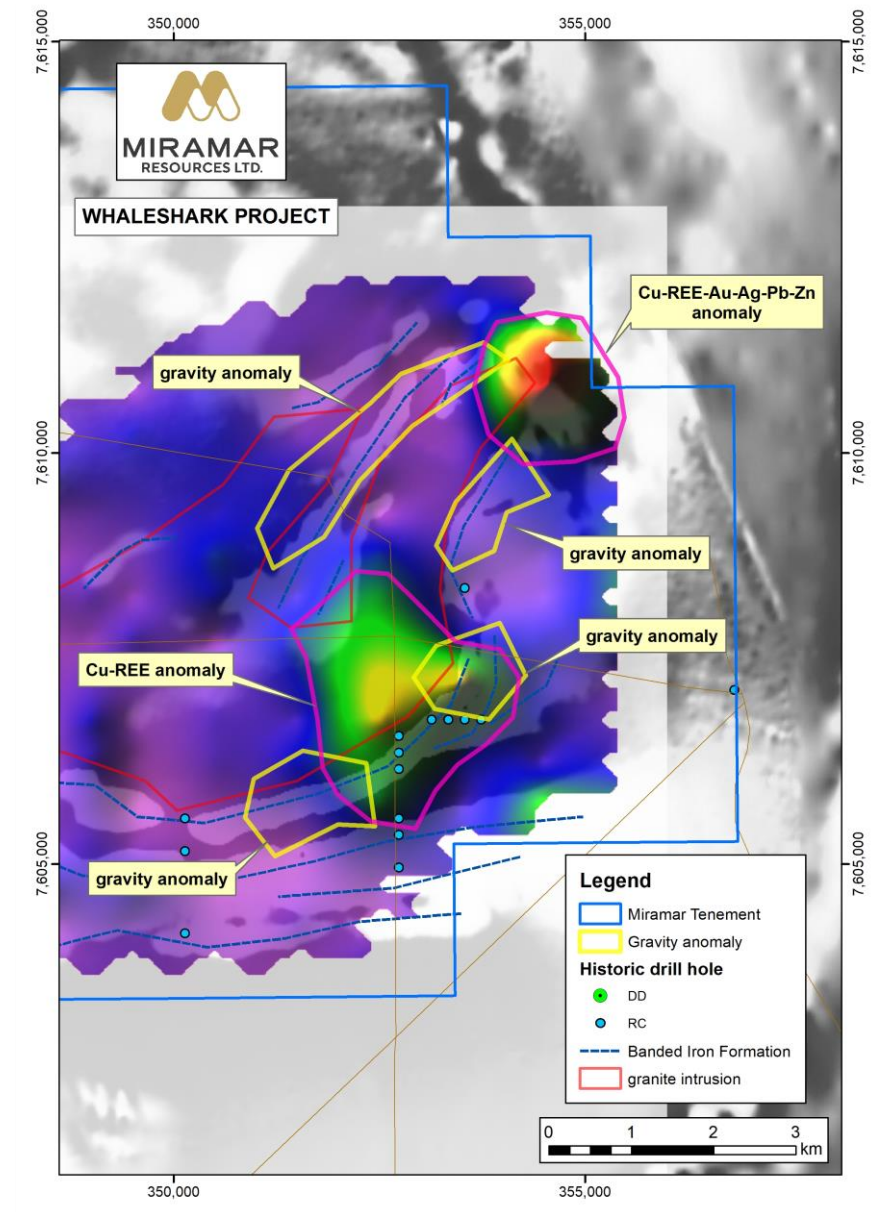 350,000
355,000
7,615,000
7,615,000
MIRAMAR
RESOURCES LTD.
WHALESHARK PROJECT
Cu-REE-Au-Ag-Pb-Zn
anomaly
gravity anomaly
7,610,000
7,610,000
gravity anomaly
gravity anomaly
Cu-REE anomaly
gravity anomaly
7,605,000
7,605,000
Legend
Miramar Tenement
Gravity anomaly
Historic drill hole
DD
RC
Banded Iron Formation
granite intrusion
0 1 2 3
km
350,000
355,000